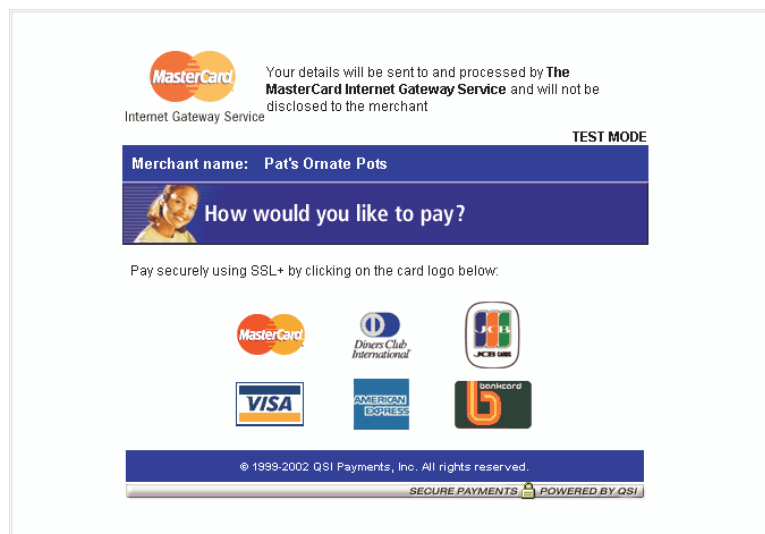 MasterCard
Internet Gateway Service
Your details will be sent to and processed by The
MasterCard Internet Gateway Service and will not be
disclosed to the merchant
TEST MODE
Merchant name: Pat's Ornate Pots
How would you like to pay?
Pay securely using SSL+ by clicking on the card logo below:
MasterCard
Diners Club
International
JCB
JCB CARDS
VISA
AMERICAN
EXPRESS
bankcard
© 1999-2002 QSI Payments, Inc. All rights reserved.
SECURE PAYMENTS POWERED BY QSI